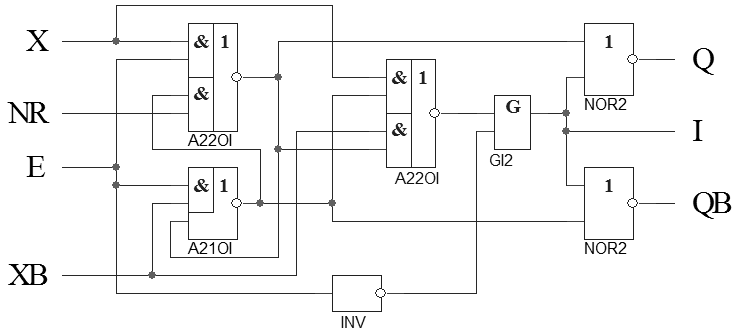 X
& 1
&
A22OI
NR
E
& 1
A21OI
XB
& 1
&
A22OI
G
GI2
INV
1
NOR2
1
NOR2
Q
I
QB